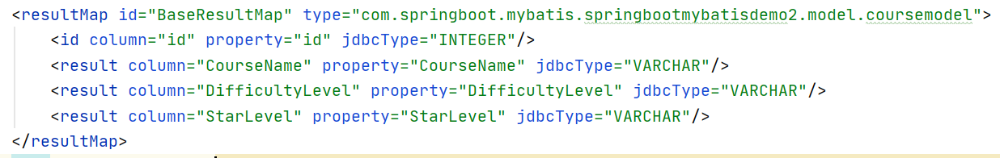 <resultMap id="BaseResultMap" type="com.springboot.mybatis.springbootmybatisdemo2.model.coursemodel">
<id column="id" property="id" jdbcType="INTEGER"/>
<result column="CourseName" property="CourseName" jdbcType="VARCHAR"/>
<result column="DifficultyLevel" property="DifficultyLevel" jdbcType="VARCHAR"/>
<result column="StarLevel" property="StarLevel" jdbcType="VARCHAR"/>
</resultMap>